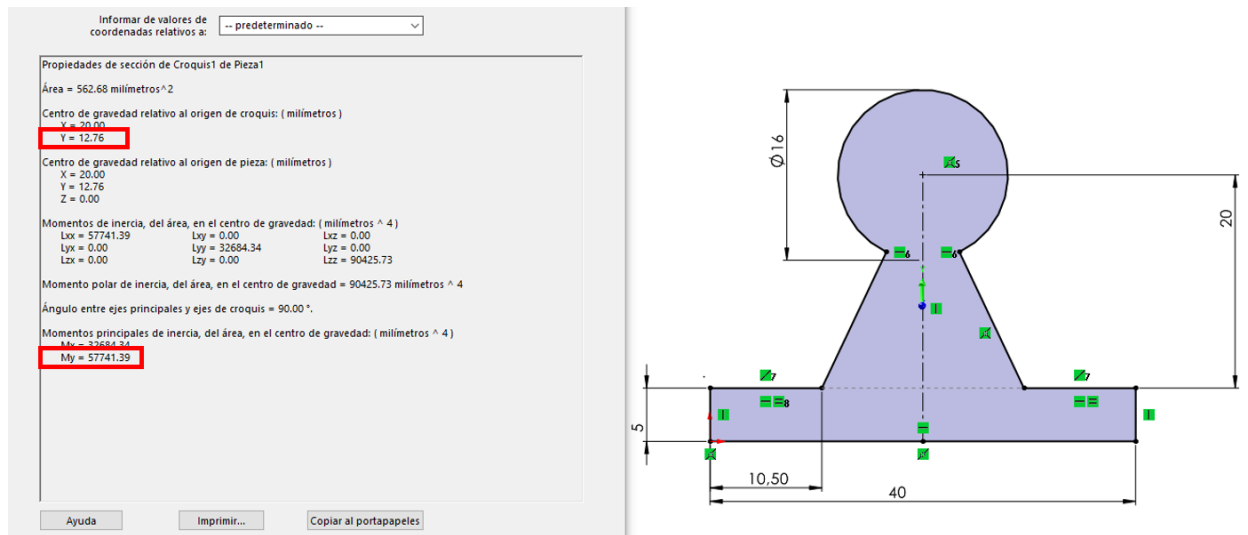 Informar de valores de
coordenadas relativos a:
-- predeterminado --
Propiedades de sección de Croquis1 de Pieza1
Área = 562.68 milímetros^2
Centro de gravedad relativo al origen de croquis: ( milímetros )
X = 20.00
Y = 12.76
Centro de gravedad relativo al origen de pieza: ( milímetros )
X = 20.00
Y = 12.76
Z = 0.00
Momentos de inercia, del área, en el centro de gravedad: ( milímetros ^ 4 )
Lxx = 57741.39 Lxy = 0.00 Lxz = 0.00
Lyx = 0.00 Lyy = 32684.34 Lyz = 0.00
Lzx = 0.00 Lzy = 0.00 Lzz = 90425.73
Momento polar de inercia, del área, en el centro de gravedad = 90425.73 milímetros ^ 4
Ángulo entre ejes principales y ejes de croquis = 90.00 °.
Momentos principales de inercia, del área, en el centro de gravedad: ( milímetros ^ 4 )
Mx = 32684.34
My = 57741.39
Ayuda
Imprimir...
Copiar al portapapeles
Ø16
5
20
6
6
7
7
8
5
10,50
40